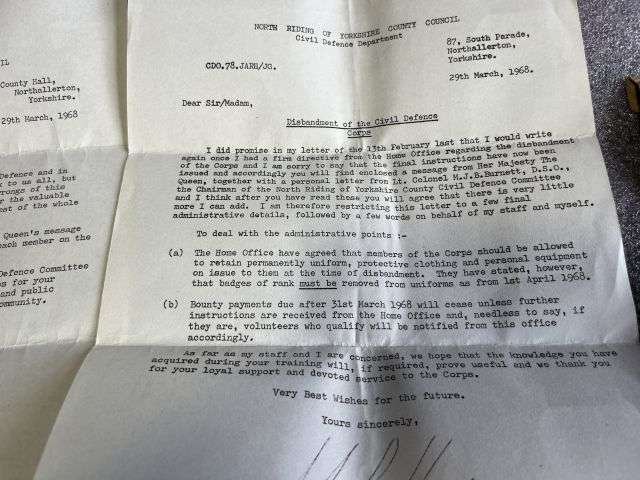 IL
County Hall,
Northallerton,
Yorkshire.
29th March, 1968
Defence and in
to us all, but
strongs of this
r the valuable
est of the whole
Queen's message
each member on the
Defence Committee
s for your
and public
ommunity.
NORTH RIDING OF YORKSHIRE COUNTY COUNCIL
Civil Defence Department
87, South Parade,
Northallerton,
Yorkshire.
CDO.78.JARH/JG.
29th March, 1968.
Dear Sir/Madam,
Disbandment of the Civil Defence
Corps
I did promise in my letter of the 13th February last that I would write
again once I had a firm directive from the Home Office regarding the disbandment
of the Corps and I am sorry to say that the final instructions have now been
issued and accordingly you will find enclosed a message from Her Majesty The
Queen, together with a personal letter from Lt. Colonel M.J.B.Burnett, D.S.O.,
the Chairman of the North Riding of Yorkshire County Civil Defence Committee
and I think after you have read these you will agree that there is very little
more I can add. I am therefore restricting this letter to a few final
administrative details, followed by a few words on behalf of my staff and myself.
To deal with the administrative points :-
(a) The Home Office have agreed that members of the Corps should be allowed
to retain permanently uniform, protective clothing and personal equipment
on issue to them at the time of disbandment. They have stated, however,
that badges of rank must be removed from uniforms as from 1st April 1968.
(b) Bounty payments due after 31st March 1968 will cease unless further
instructions are received from the Home Office and, needless to say, if
they are, volunteers who qualify will be notified from this office
accordingly.
As far as my staff and I are concerned, we hope that the knowledge you have
acquired during your training will, if required, prove useful and we thank you
for your loyal support and devoted service to the Corps.
Very Best Wishes for the future.
Yours sincerely,